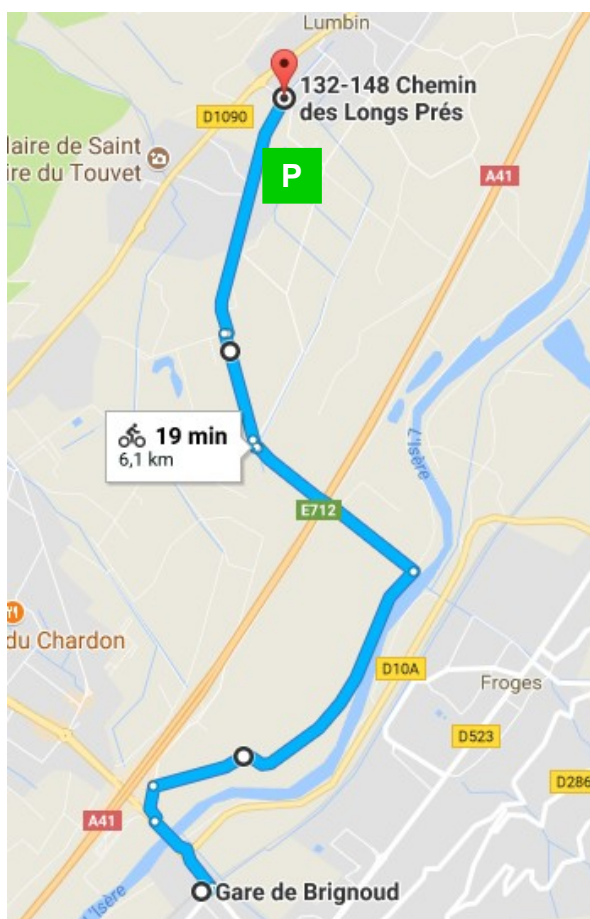 Lumbin
132-148 Chemin
des Longs Prés
D1090
laire de Saint
ire du Touvet
P
A41
19 min
6,1 km
L'Isère
E712
du Chardon
D10A
Froges
D523
D286
A41
L'Isère
Gare de Brignoud